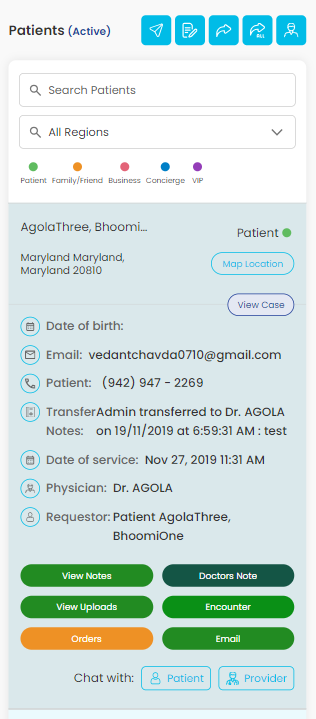 Patients (Active)
ALL
Search Patients
All Regions
Patient Family/Friend Business Concierge VIP
AgolaThree, Bhoomi...
Patient
Maryland Maryland,
Maryland 20810
Map Location
View Case
Date of birth:
Email: vedantchavda0710@gmail.com
Patient: (942) 947 - 2269
Transfer Notes: Admin transferred to Dr. AGOLA
on 19/11/2019 at 6:59:31 AM : test
Date of service: Nov 27, 2019 11:31 AM
Physician: Dr. AGOLA
Requestor: Patient AgolaThree,
BhoomiOne
View Notes Doctors Note
View Uploads Encounter
Orders Email
Chat with: Patient Provider